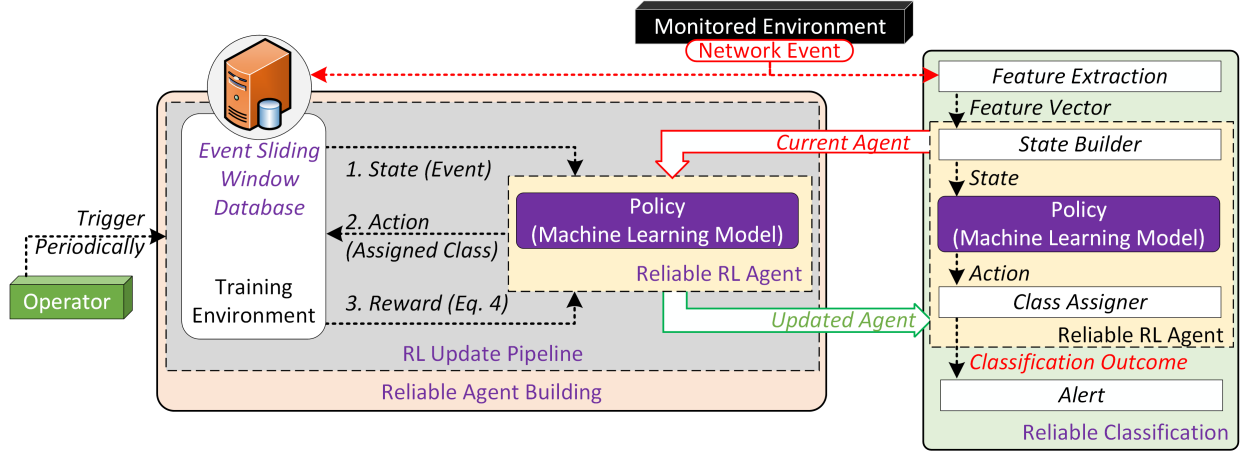 Monitored Environment
Network Event
Event Sliding
Window
Database
Training
Environment
Trigger
Periodically
Operator
1. State (Event)
2. Action
(Assigned Class)
3. Reward (Eq. 4)
Policy
(Machine Learning Model)
Reliable RL Agent
RL Update Pipeline
Reliable Agent Building
Current Agent
Updated Agent
Feature Extraction
Feature Vector
State Builder
State
Policy
(Machine Learning Model)
Action
Class Assigner
Reliable RL Agent
Classification Outcome
Alert
Reliable Classification